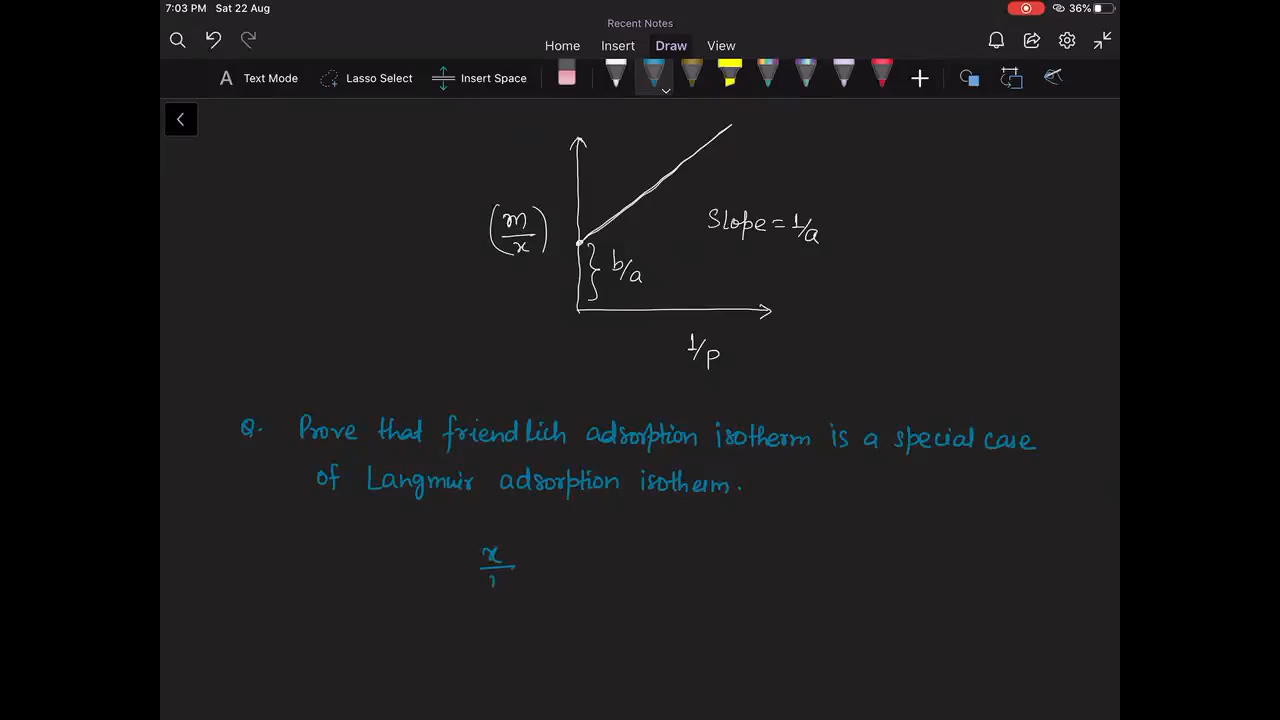 7:03 PM Sat 22 Aug
36%
Recent Notes
Home Insert Draw View
A Text Mode Lasso Select Insert Space
(m/x)
Slope = 1/a
b/a
1/p
Q. Prove that friendlich adsorption isotherm is a special case
of Langmuir adsorption isotherm.
x